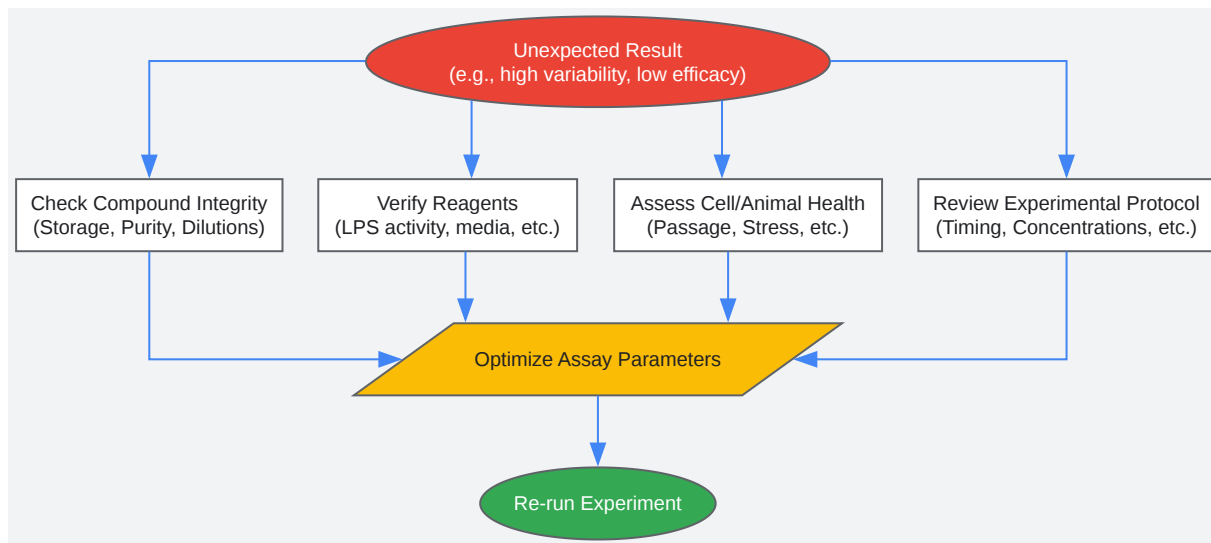 Unexpected Result
(e.g., high variability, low efficacy)
Check Compound Integrity
(Storage, Purity, Dilutions)
Verify Reagents
(LPS activity, media, etc.)
Assess Cell/Animal Health
(Passage, Stress, etc.)
Review Experimental Protocol
(Timing, Concentrations, etc.)
Optimize Assay Parameters
Re-run Experiment